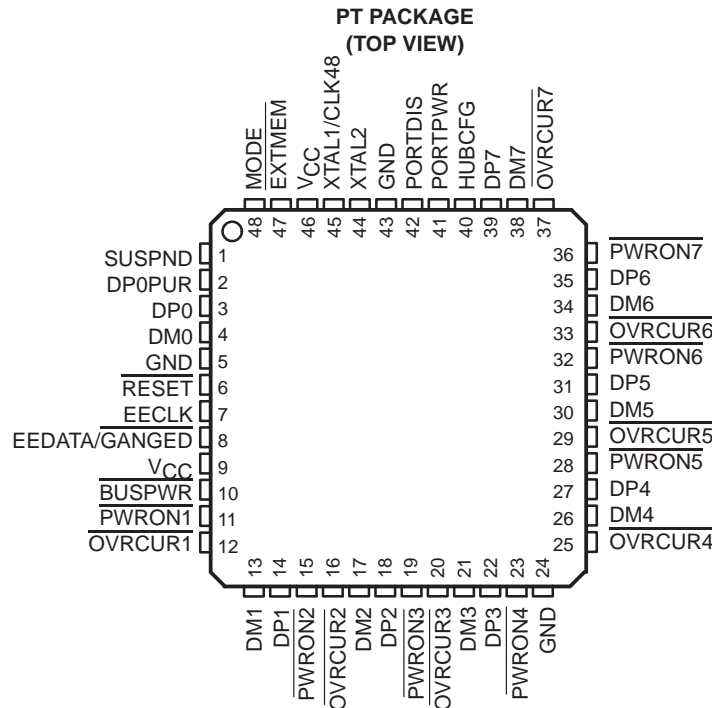 PT PACKAGE
(TOP VIEW)
MODE
EXTMEM
VCC
XTAL1/CLK48
XTAL2
GND
PORTDIS
PORTPWR
HUBCFG
DP7
DM7
OVRCUR7
48
47
46
45
44
43
42
41
40
39
38
37
SUSPND 1
DP0PUR 2
DP0 3
DM0 4
GND 5
RESET 6
EECLK 7
EEDATA/GANGED 8
VCC 9
BUSPWR 10
PWRON1 11
OVRCUR1 12
36 PWRON7
35 DP6
34 DM6
33 OVRCUR6
32 PWRON6
31 DP5
30 DM5
29 OVRCUR5
28 PWRON5
27 DP4
26 DM4
25 OVRCUR4
13
14
15
16
17
18
19
20
21
22
23
24
DM1
DP1
PWRON2
OVRCUR2
DM2
DP2
PWRON3
OVRCUR3
DM3
DP3
PWRON4
GND